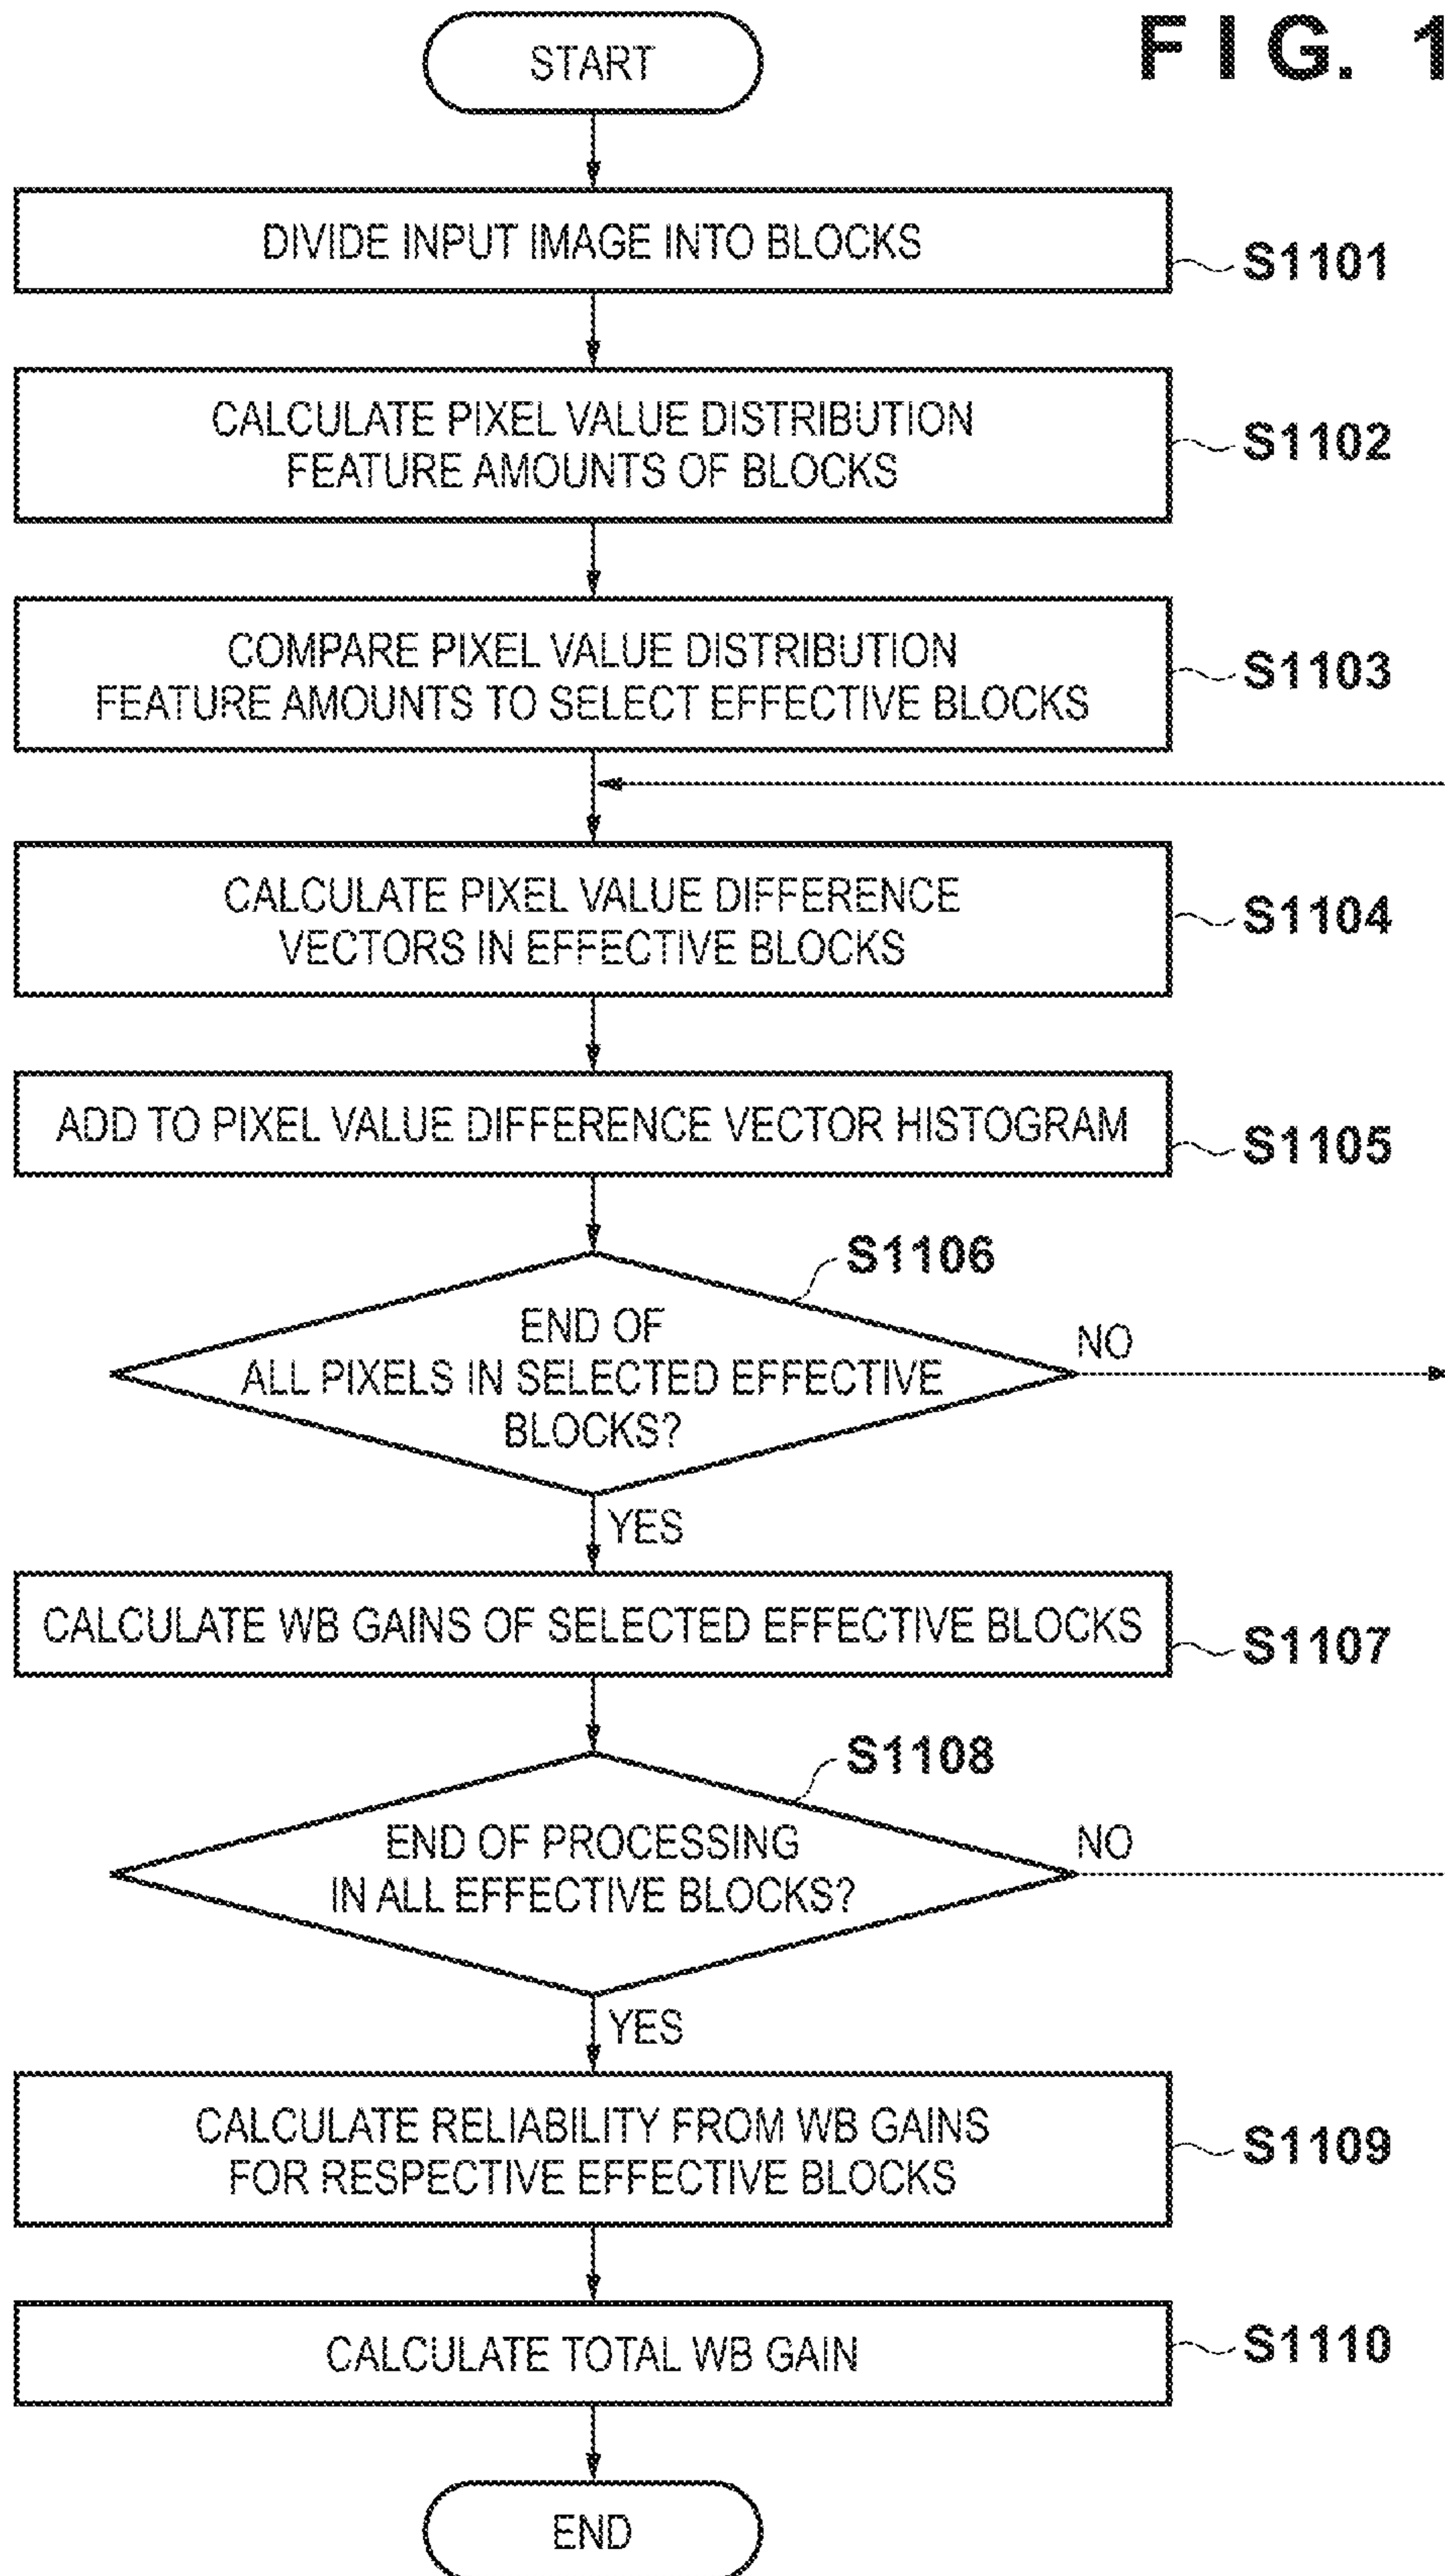 FIG. 1
START
DIVIDE INPUT IMAGE INTO BLOCKS
S1101
CALCULATE PIXEL VALUE DISTRIBUTION
FEATURE AMOUNTS OF BLOCKS
S1102
COMPARE PIXEL VALUE DISTRIBUTION
FEATURE AMOUNTS TO SELECT EFFECTIVE BLOCKS
S1103
CALCULATE PIXEL VALUE DIFFERENCE
VECTORS IN EFFECTIVE BLOCKS
S1104
ADD TO PIXEL VALUE DIFFERENCE VECTOR HISTOGRAM
S1105
S1106
END OF
ALL PIXELS IN SELECTED EFFECTIVE
BLOCKS?
NO
YES
CALCULATE WB GAINS OF SELECTED EFFECTIVE BLOCKS
S1107
S1108
END OF PROCESSING
IN ALL EFFECTIVE BLOCKS?
NO
YES
CALCULATE RELIABILITY FROM WB GAINS
FOR RESPECTIVE EFFECTIVE BLOCKS
S1109
CALCULATE TOTAL WB GAIN
S1110
END